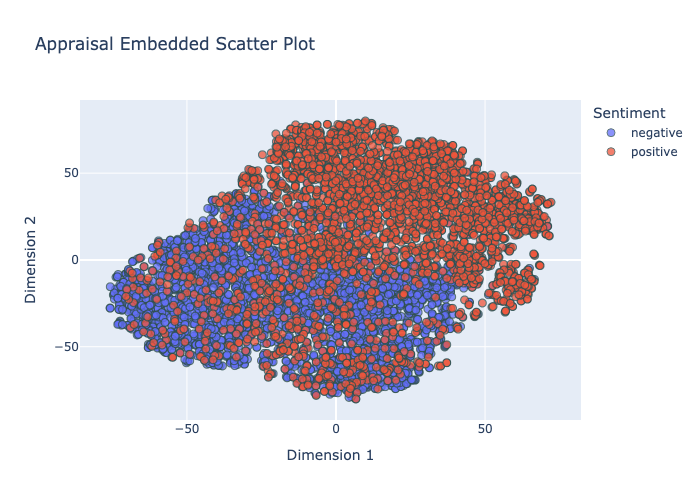 Appraisal Embedded Scatter Plot
Sentiment
negative
positive
50
0
−50
Dimension 2
−50
0
50
Dimension 1